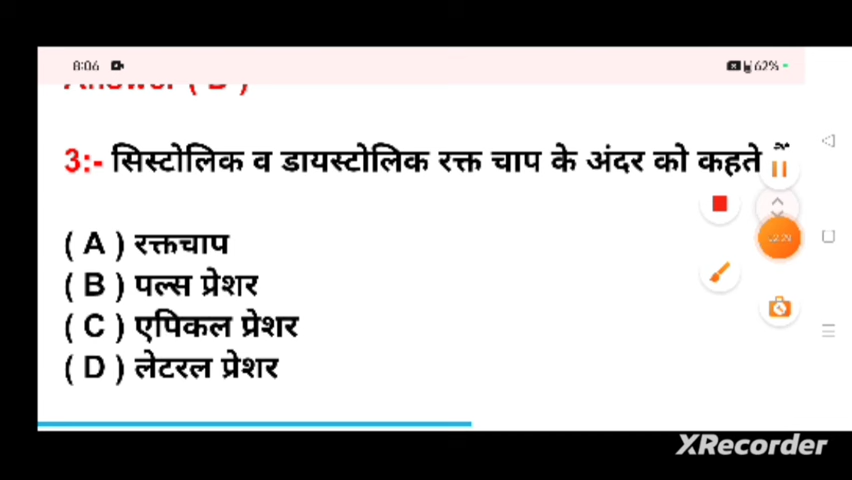 8:06
62%
3:- सिस्टोलिक व डायस्टोलिक रक्त चाप के अंदर को कहते
( A ) रक्तचाप
( B ) पल्स प्रेशर
( C ) एपिकल प्रेशर
( D ) लेटरल प्रेशर
XRecorder